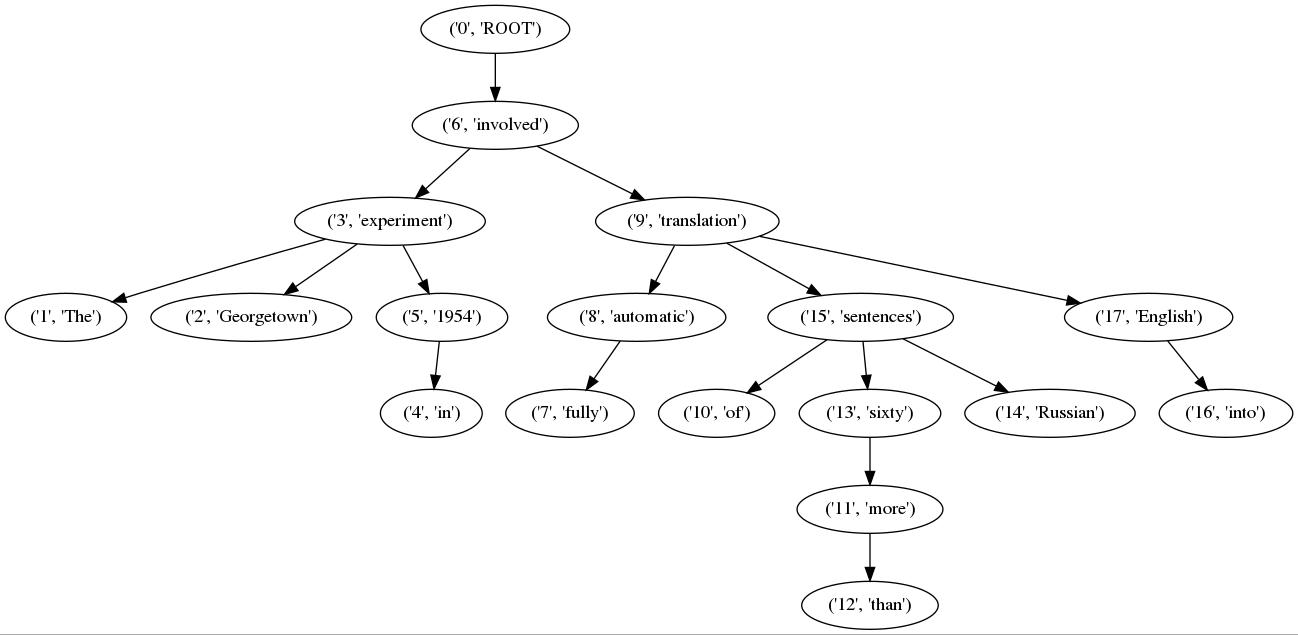 ('0', 'ROOT')
('6', 'involved')
('3', 'experiment')
('9', 'translation')
('1', 'The')
('2', 'Georgetown')
('5', '1954')
('8', 'automatic')
('15', 'sentences')
('17', 'English')
('4', 'in')
('7', 'fully')
('10', 'of')
('13', 'sixty')
('14', 'Russian')
('16', 'into')
('11', 'more')
('12', 'than')